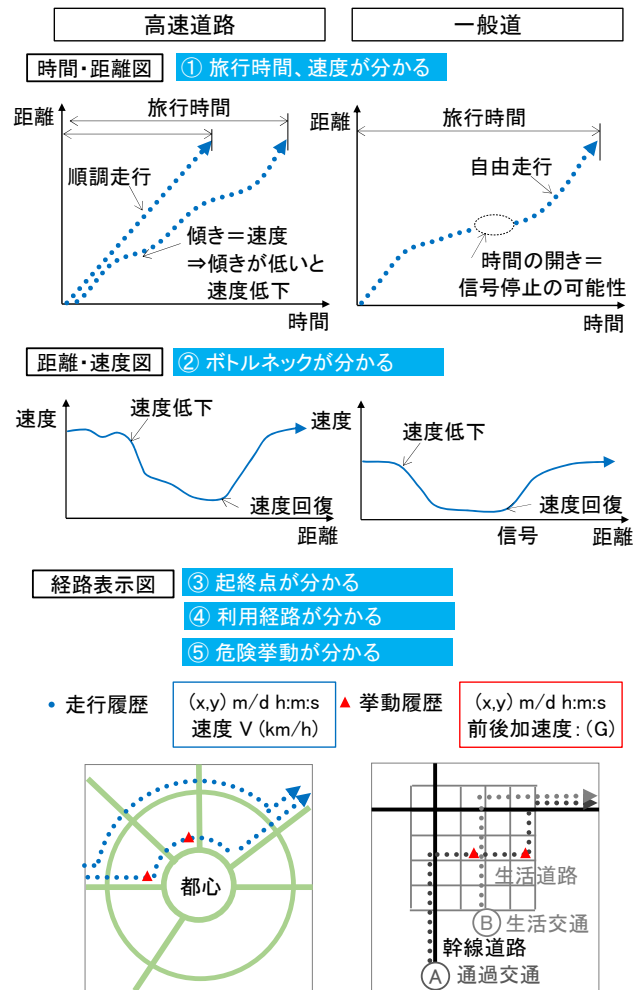 高速道路
一般道
時間・距離図
① 旅行時間、速度が分かる
距離
旅行時間
順調走行
傾き＝速度
⇒傾きが低いと
速度低下
時間
距離
旅行時間
自由走行
時間の開き＝
信号停止の可能性
時間
距離・速度図
② ボトルネックが分かる
速度
速度低下
速度回復
距離
速度
速度低下
速度回復
信号
距離
経路表示図
③ 起終点が分かる
④ 利用経路が分かる
⑤ 危険挙動が分かる
走行履歴
(x,y) m/d h:m:s
速度 V (km/h)
挙動履歴
(x,y) m/d h:m:s
前後加速度：(G)
都心
生活道路
Ⓑ 生活交通
幹線道路
Ⓐ 通過交通